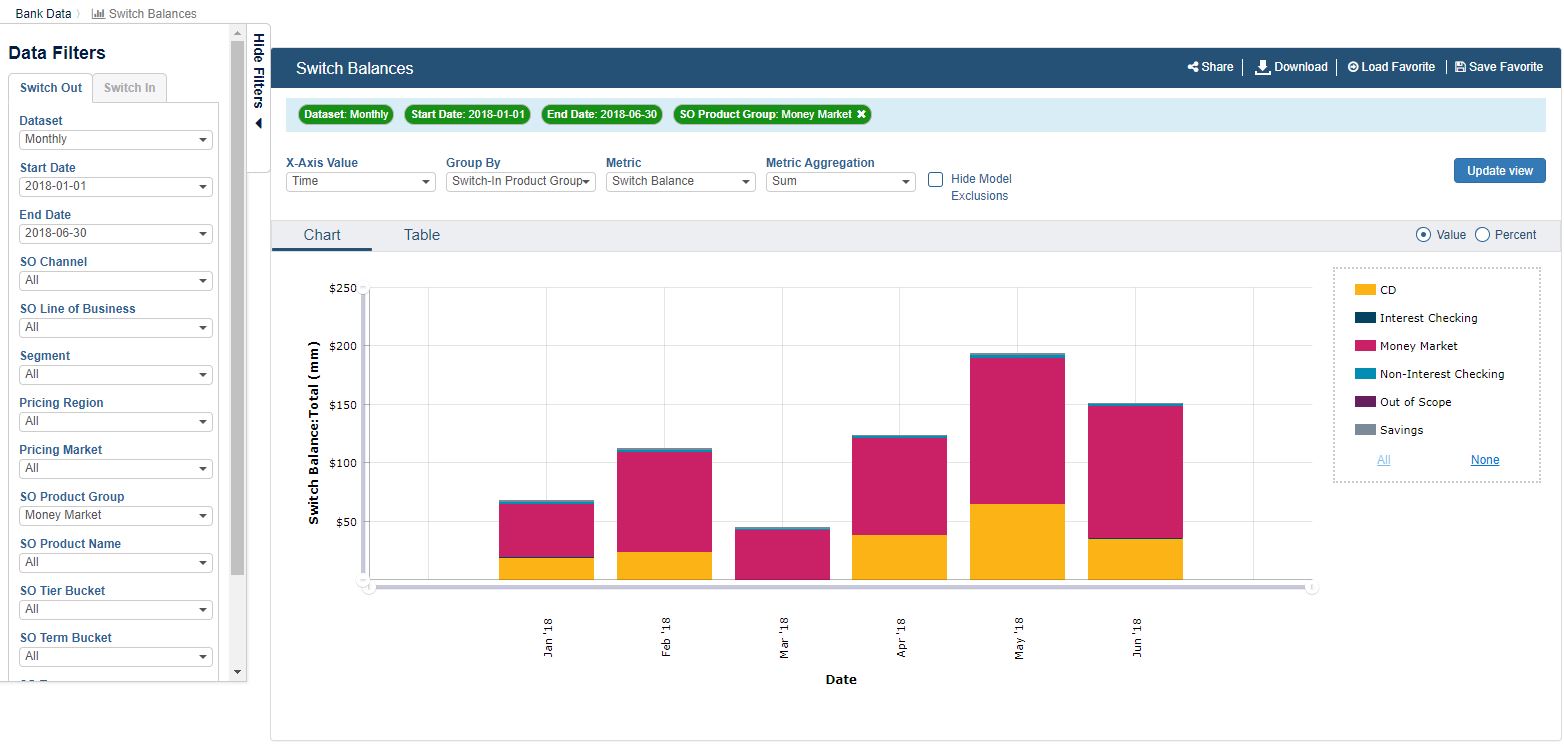 Bank Data
Switch Balances
Data Filters
Switch Out
Switch In
Dataset
Monthly
Start Date
2018-01-01
End Date
2018-06-30
SO Channel
All
SO Line of Business
All
Segment
All
Pricing Region
All
Pricing Market
All
SO Product Group
Money Market
SO Product Name
All
SO Tier Bucket
All
SO Term Bucket
All
Hide Filters
Switch Balances
Share
Download
Load Favorite
Save Favorite
Dataset: Monthly
Start Date: 2018-01-01
End Date: 2018-06-30
SO Product Group: Money Market
X-Axis Value
Time
Group By
Switch-In Product Group
Metric
Switch Balance
Metric Aggregation
Sum
Hide Model
Exclusions
Update view
Chart
Table
Value
Percent
Switch Balance:Total (mm)
$250
$200
$150
$100
$50
Jan '18
Feb '18
Mar '18
Apr '18
May '18
Jun '18
Date
CD
Interest Checking
Money Market
Non-Interest Checking
Out of Scope
Savings
All
None